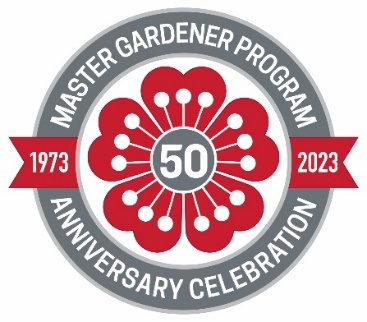 MASTER GARDENER PROGRAM
1973
50
2023
ANNIVERSARY CELEBRATION